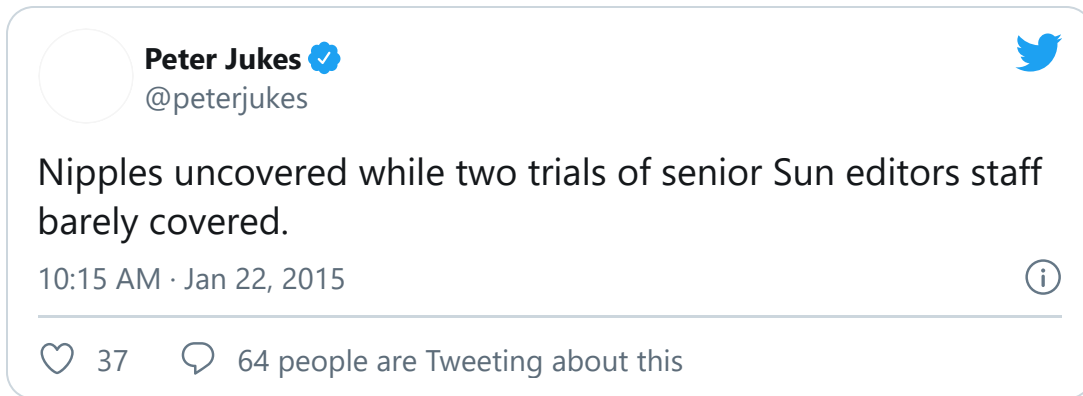 Peter Jukes
@peterjukes
Nipples uncovered while two trials of senior Sun editors staff
barely covered.
10:15 AM · Jan 22, 2015
37 64 people are Tweeting about this